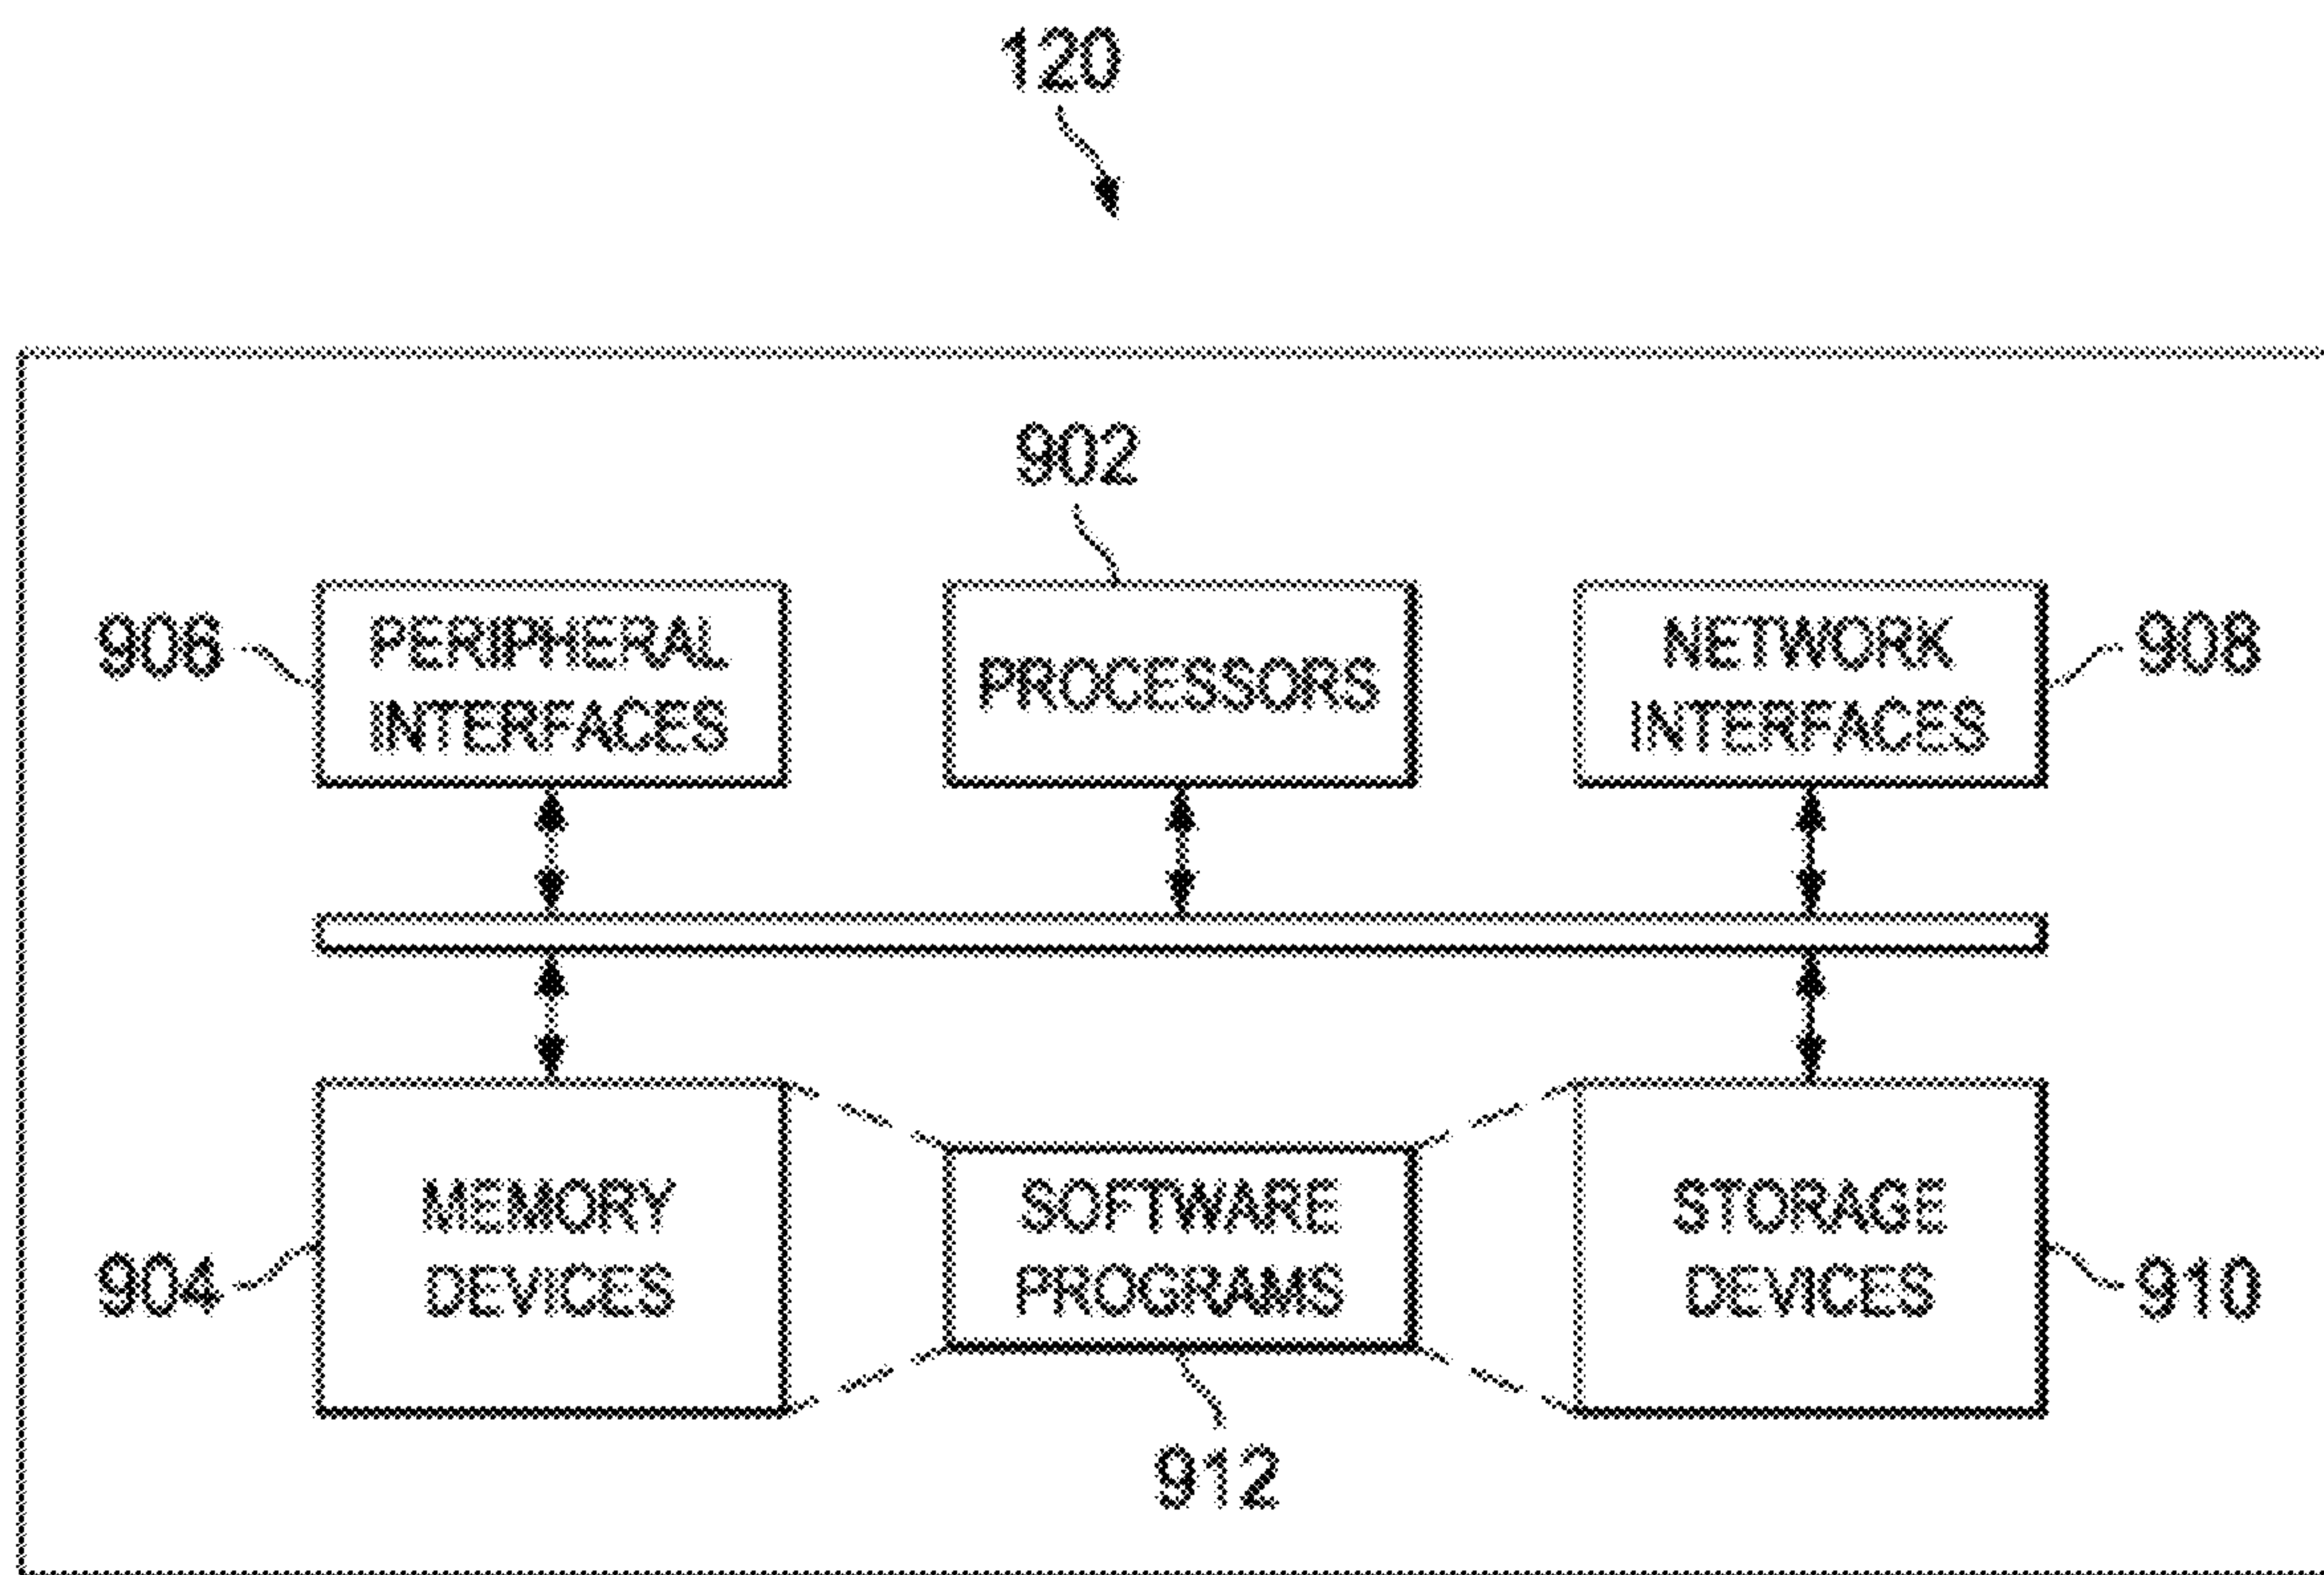 120
902
906
PERIPHERAL
INTERFACES
PROCESSORS
NETWORK
INTERFACES
908
904
MEMORY
DEVICES
SOFTWARE
PROGRAMS
STORAGE
DEVICES
910
912